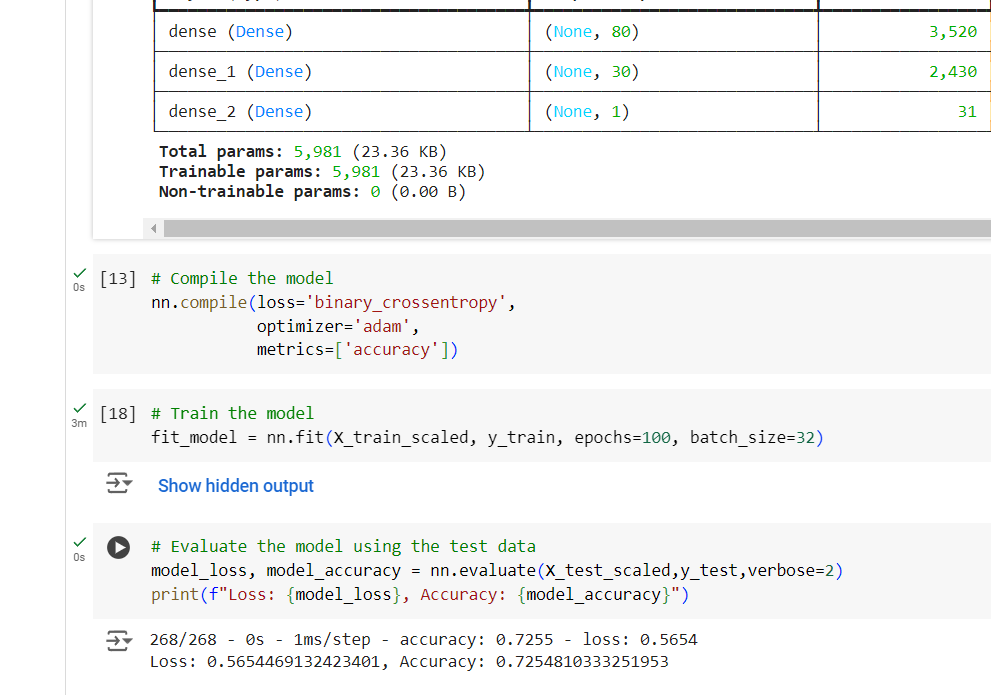 dense (Dense) (None, 80) 3,520
dense_1 (Dense) (None, 30) 2,430
dense_2 (Dense) (None, 1) 31
Total params: 5,981 (23.36 KB)
Trainable params: 5,981 (23.36 KB)
Non-trainable params: 0 (0.00 B)
[13] # Compile the model
0s
nn.compile(loss='binary_crossentropy',
optimizer='adam',
metrics=['accuracy'])
[18] # Train the model
3m
fit_model = nn.fit(X_train_scaled, y_train, epochs=100, batch_size=32)
Show hidden output
# Evaluate the model using the test data
0s
model_loss, model_accuracy = nn.evaluate(X_test_scaled,y_test,verbose=2)
print(f"Loss: {model_loss}, Accuracy: {model_accuracy}")
268/268 - 0s - 1ms/step - accuracy: 0.7255 - loss: 0.5654
Loss: 0.5654469132423401, Accuracy: 0.7254810333251953